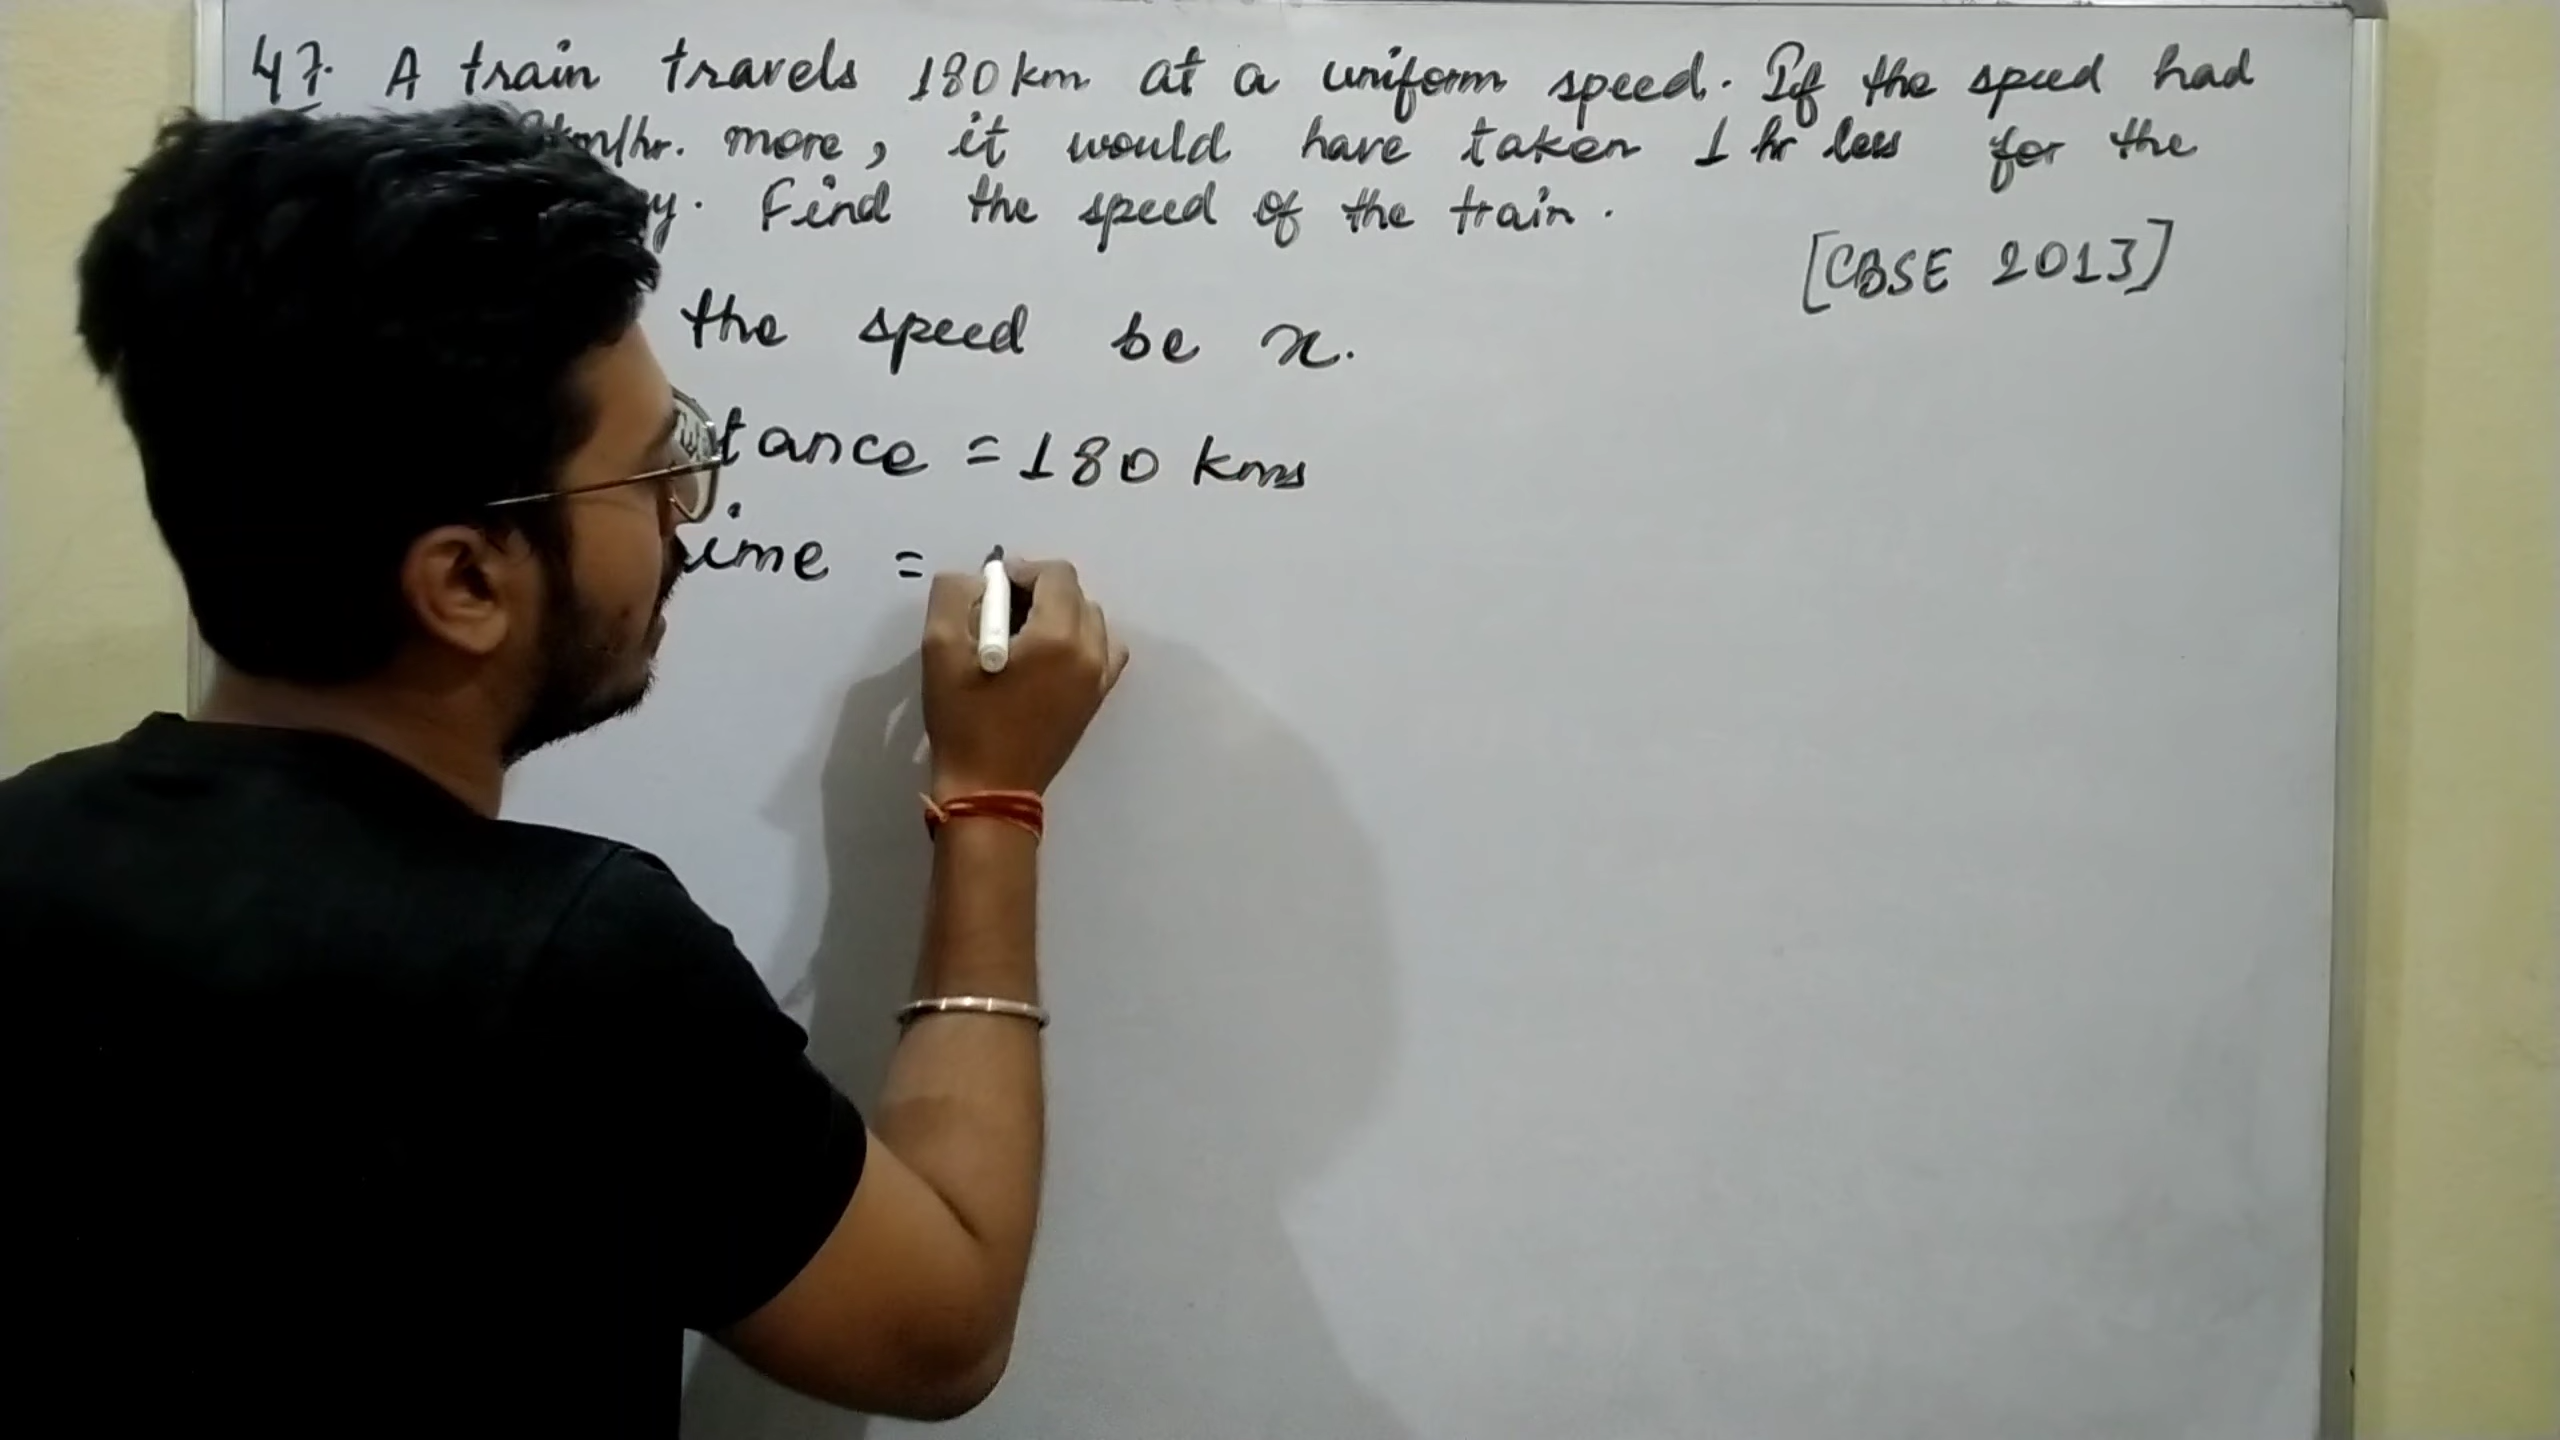 47. A train travels 180 km at a uniform speed. If the speed had
km/hr. more, it would have taken 1 hr less for the
Find the speed of the train.
[CBSE 2013]
the speed be x.
tance = 180 kms
ime =